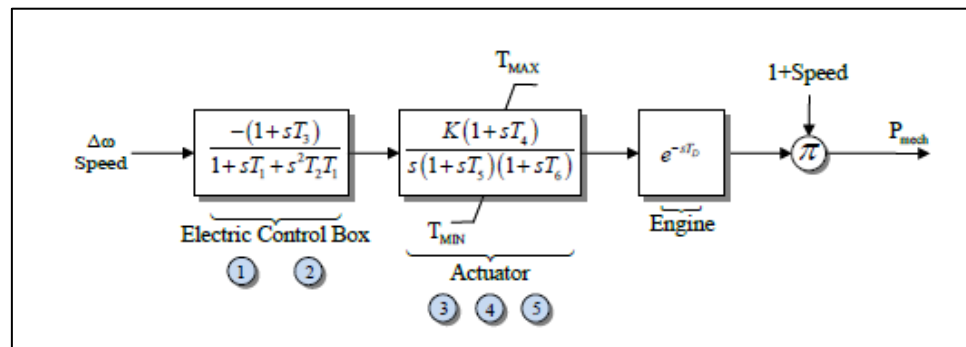 T_MAX
1+Speed
Δω
Speed
-(1+sT_3)
1+sT_1+s^2T_2T_1
K(1+sT_4)
s(1+sT_5)(1+sT_6)
e^{-sT_D}
π
P_mech
Electric Control Box
T_MIN
Engine
Actuator
1 2
3 4 5